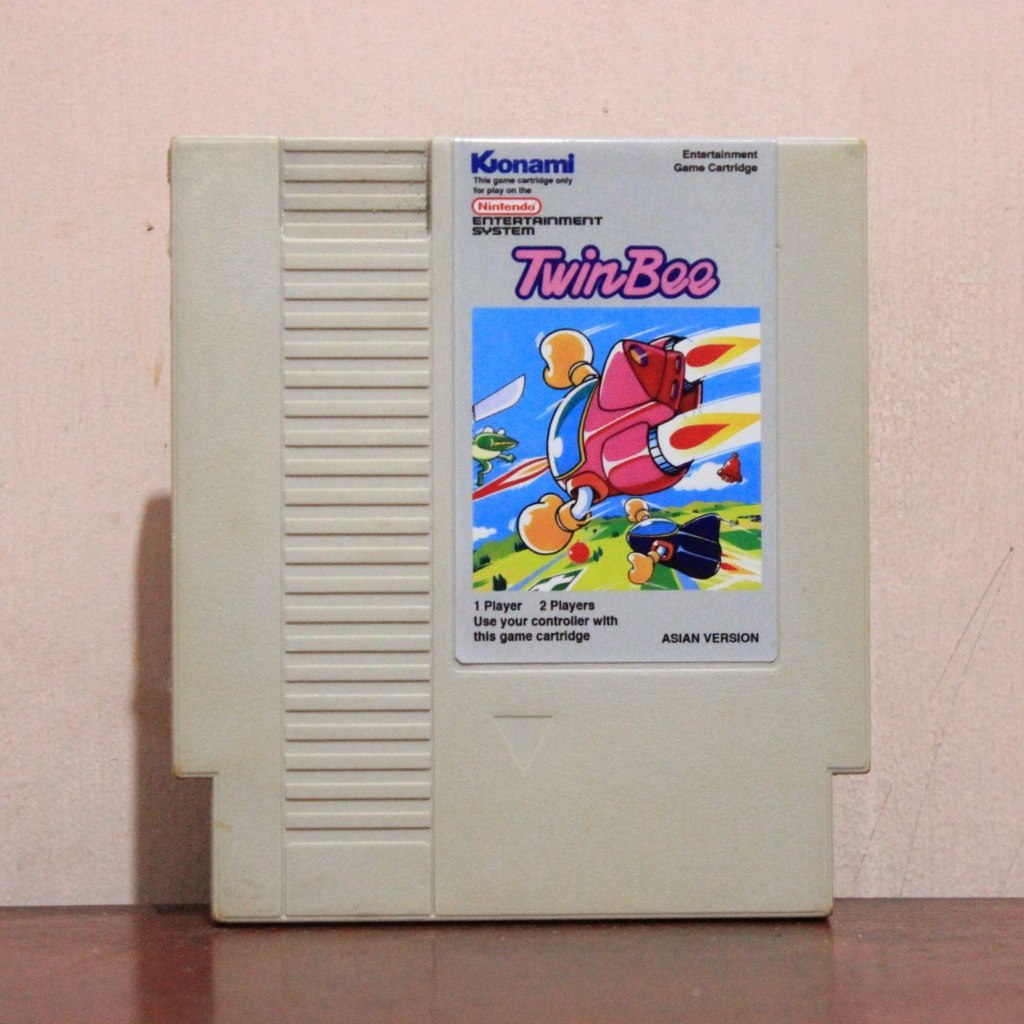 Konami
Entertainment
Game Cartridge
This game cartridge only
for play on the
Nintendo
ENTERTAINMENT
SYSTEM
TwinBee
1 Player 2 Players
Use your controller with
this game cartridge
ASIAN VERSION